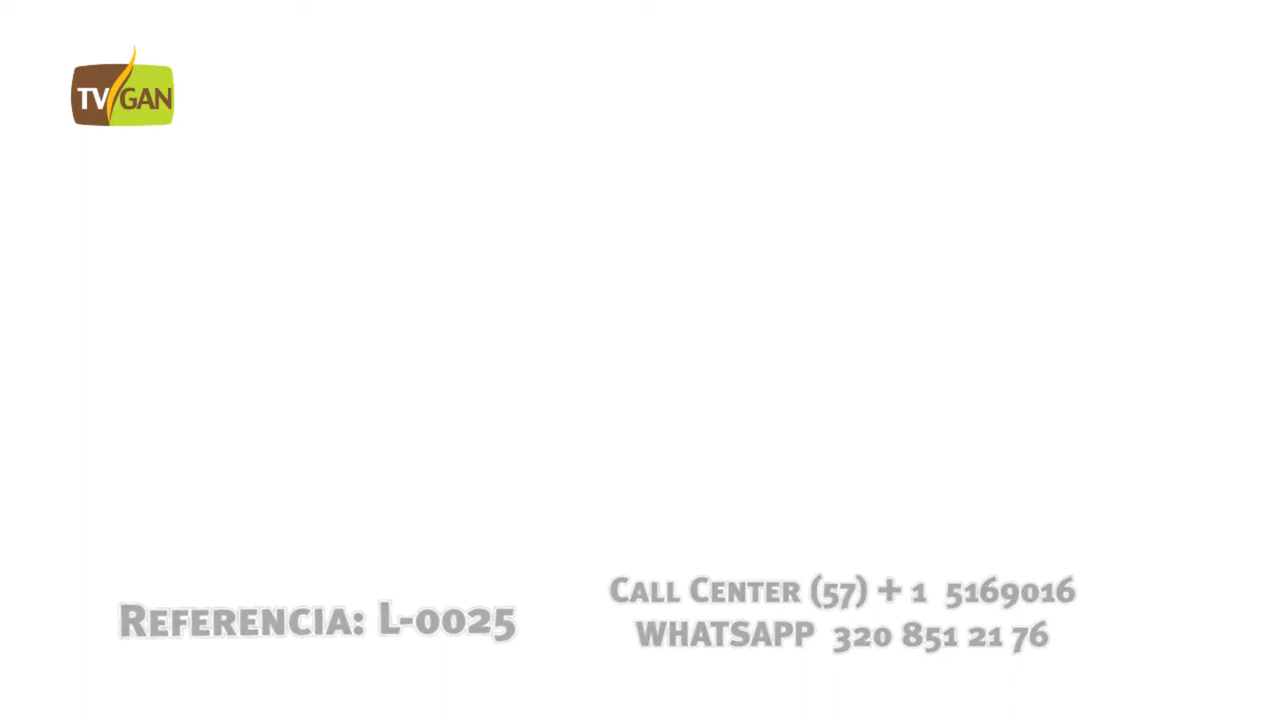 TV GAN
Referencia: L-0025
Call Center (57) + 1 5169016
WHATSAPP 320 851 21 76